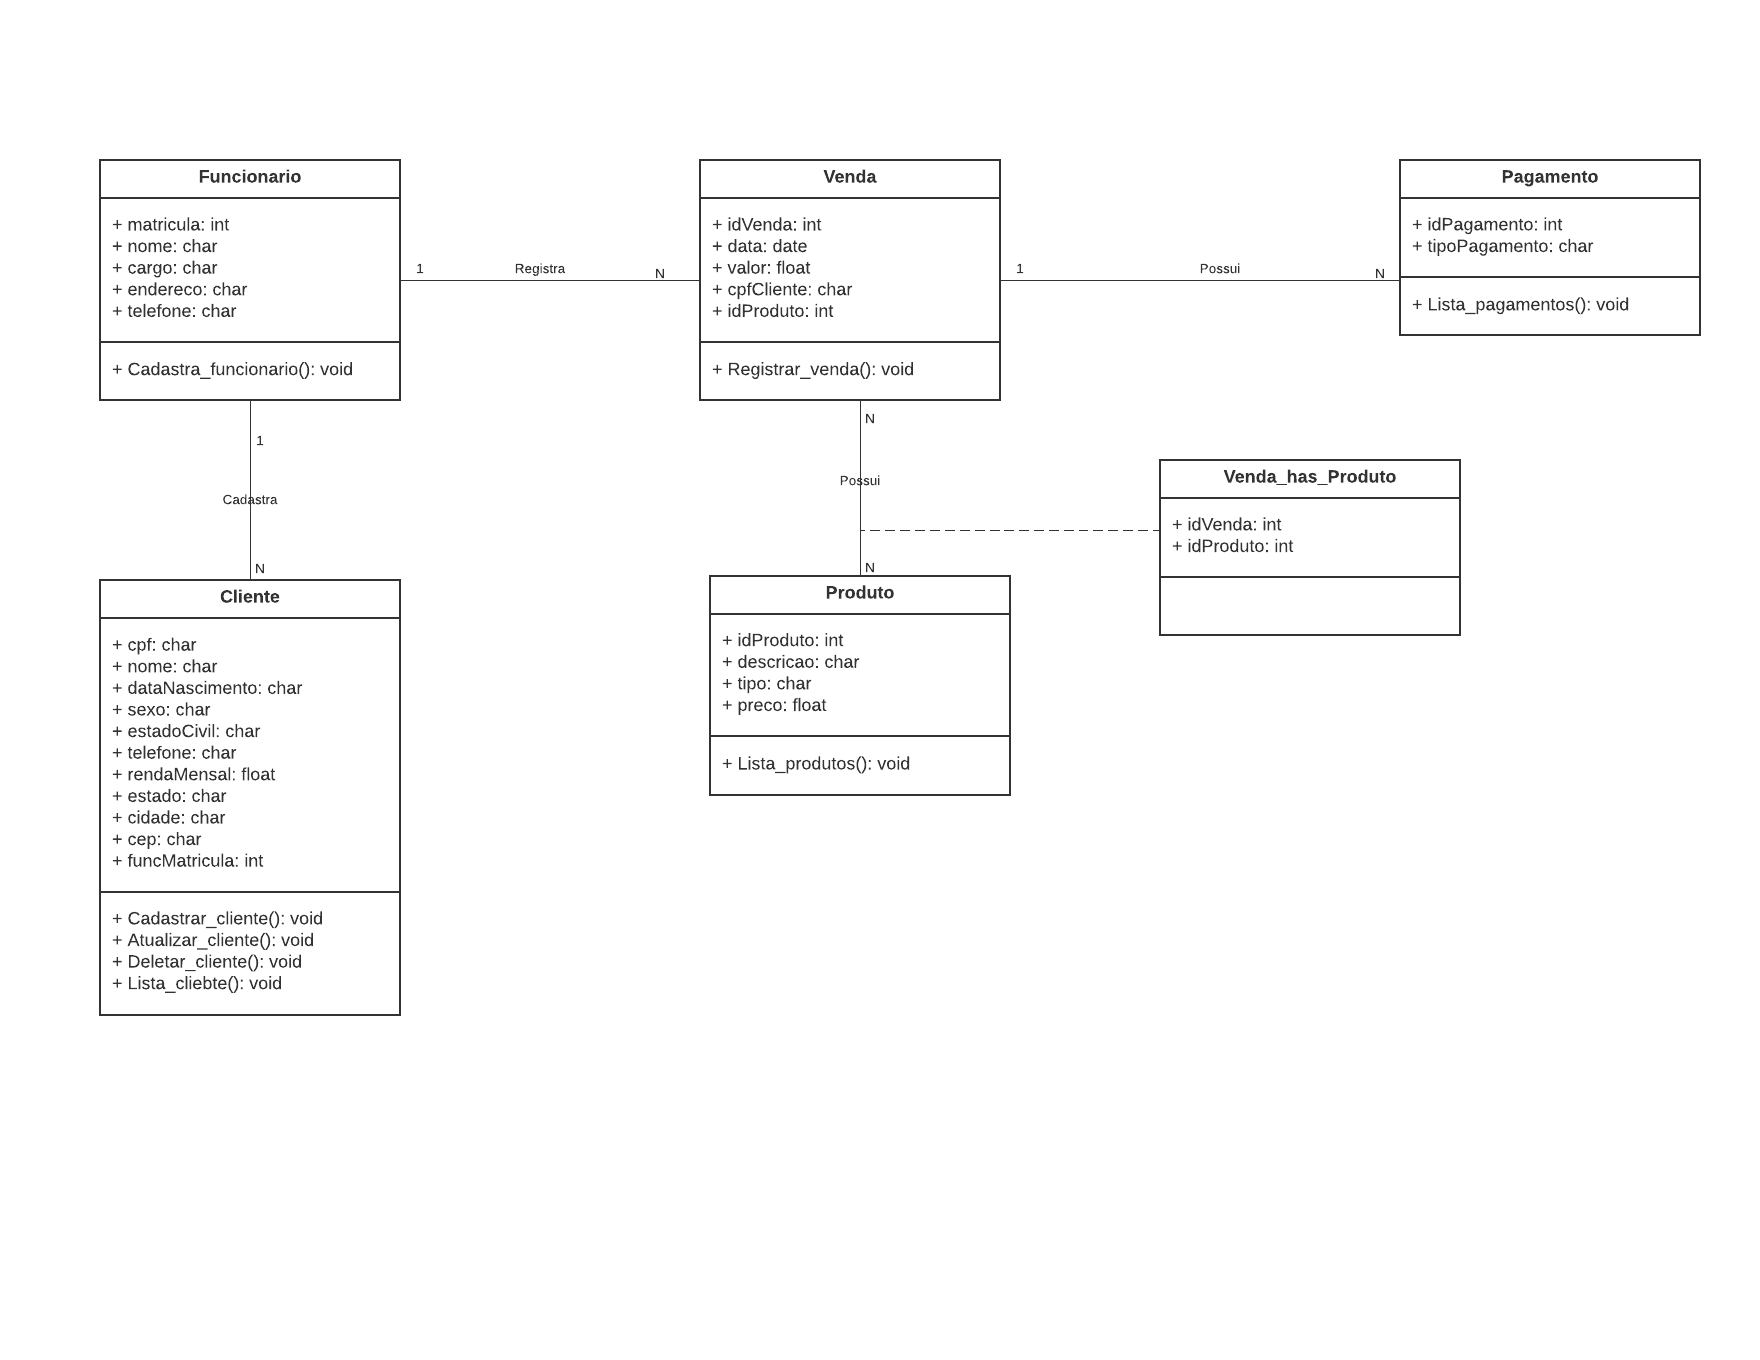 Funcionario
+ matricula: int
+ nome: char
+ cargo: char
+ endereco: char
+ telefone: char
+ Cadastra_funcionario(): void
1
Registra
N
Venda
+ idVenda: int
+ data: date
+ valor: float
+ cpfCliente: char
+ idProduto: int
+ Registrar_venda(): void
1
Possui
N
Pagamento
+ idPagamento: int
+ tipoPagamento: char
+ Lista_pagamentos(): void
1
Cadastra
N
Cliente
+ cpf: char
+ nome: char
+ dataNascimento: char
+ sexo: char
+ estadoCivil: char
+ telefone: char
+ rendaMensal: float
+ estado: char
+ cidade: char
+ cep: char
+ funcMatricula: int
+ Cadastrar_cliente(): void
+ Atualizar_cliente(): void
+ Deletar_cliente(): void
+ Lista_cliebte(): void
N
Possui
N
Produto
+ idProduto: int
+ descricao: char
+ tipo: char
+ preco: float
+ Lista_produtos(): void
Venda_has_Produto
+ idVenda: int
+ idProduto: int